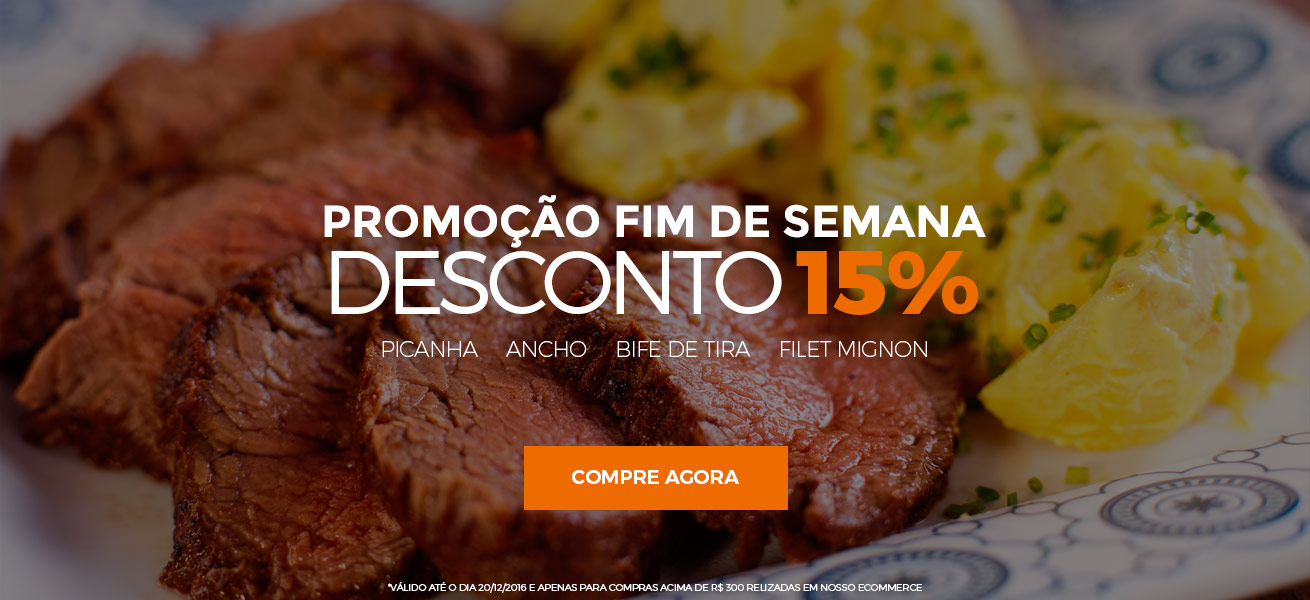 PROMOÇÃO FIM DE SEMANA
DESCONTO 15%
PICANHA ANCHO BIFE DE TIRA FILET MIGNON
COMPRE AGORA
*VÁLIDO ATÉ O DIA 20/12/2016 E APENAS PARA COMPRAS ACIMA DE R$ 300 RELIZADAS EM NOSSO ECOMMERCE